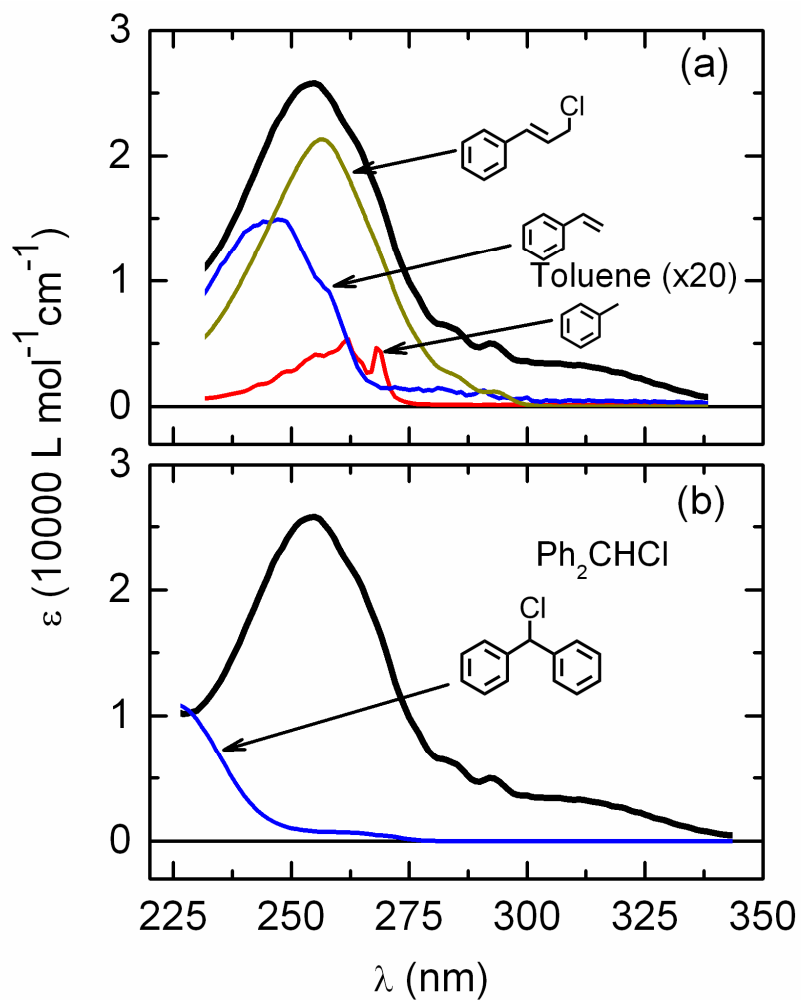 3
(a)
Cl
2
1
Toluene (x20)
0
ε (10000 L mol⁻¹cm⁻¹)
3
(b)
Ph₂CHCl
2
Cl
1
0
225 250 275 300 325 350
λ (nm)